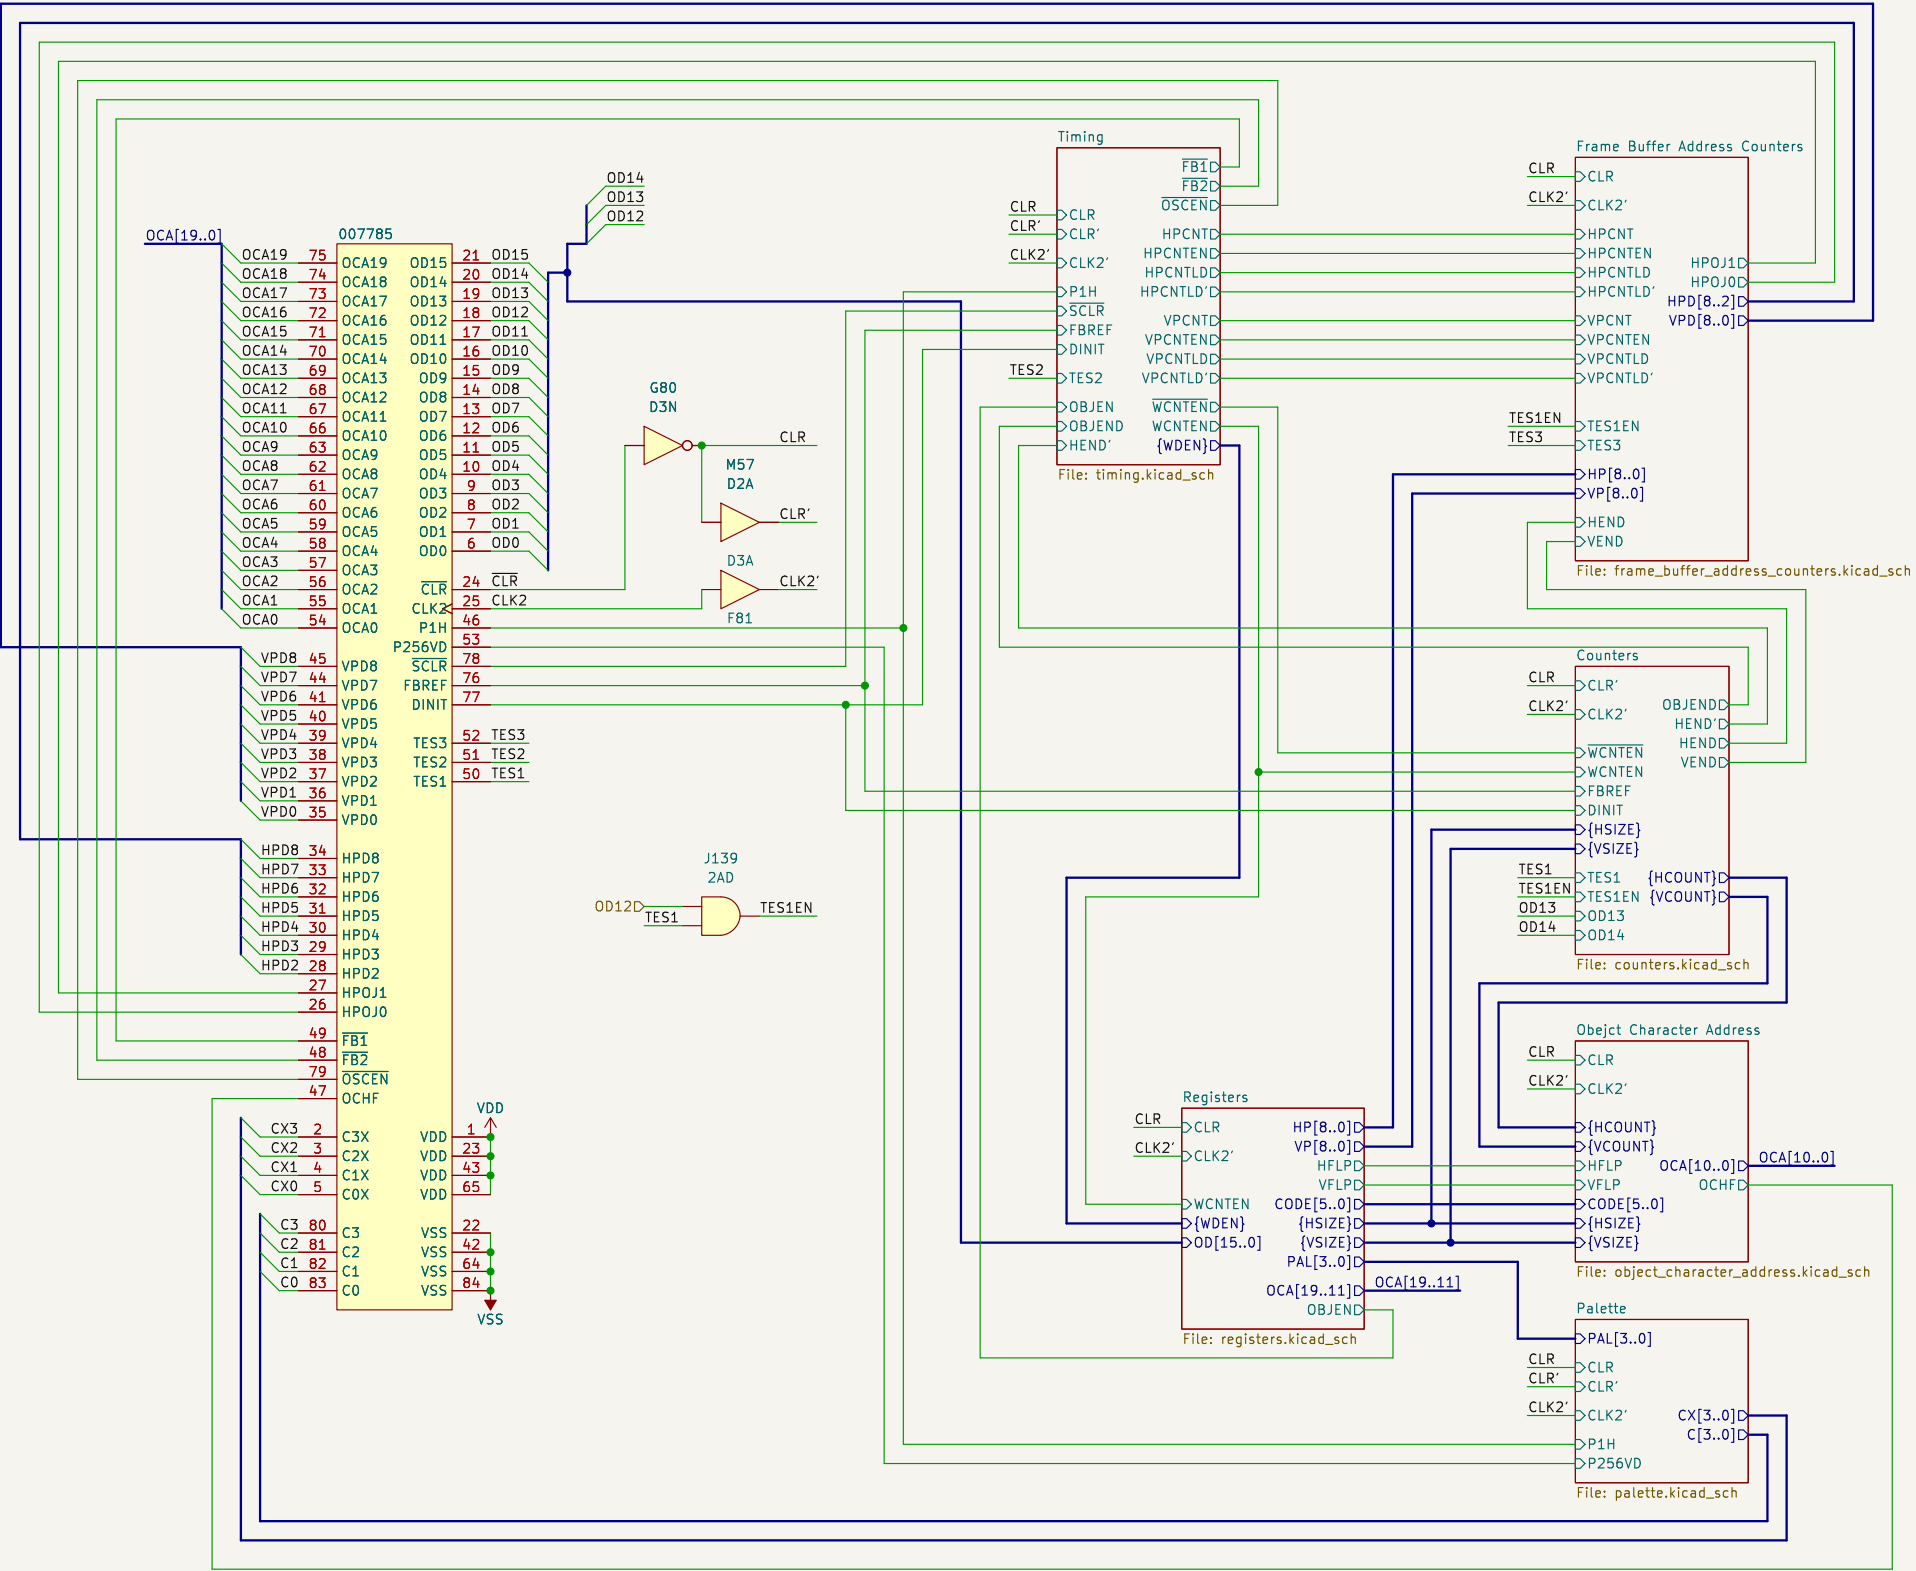 OCA[19..0]
007785
OCA19 75 OCA19
OCA18 74 OCA18
OCA17 73 OCA17
OCA16 72 OCA16
OCA15 71 OCA15
OCA14 70 OCA14
OCA13 69 OCA13
OCA12 68 OCA12
OCA11 67 OCA11
OCA10 66 OCA10
OCA9 63 OCA9
OCA8 62 OCA8
OCA7 61 OCA7
OCA6 60 OCA6
OCA5 59 OCA5
OCA4 58 OCA4
OCA3 57 OCA3
OCA2 56 OCA2
OCA1 55 OCA1
OCA0 54 OCA0
VPD8 45 VPD8
VPD7 44 VPD7
VPD6 41 VPD6
VPD5 40 VPD5
VPD4 39 VPD4
VPD3 38 VPD3
VPD2 37 VPD2
VPD1 36 VPD1
VPD0 35 VPD0
HPD8 34 HPD8
HPD7 33 HPD7
HPD6 32 HPD6
HPD5 31 HPD5
HPD4 30 HPD4
HPD3 29 HPD3
HPD2 28 HPD2
27 HPOJ1
26 HPOJ0
49 FB1
48 FB2
79 OSCEN
47 OCHF
CX3 2 C3X
CX2 3 C2X
CX1 4 C1X
CX0 5 C0X
C3 80 C3
C2 81 C2
C1 82 C1
C0 83 C0
OD15 21 OD15
OD14 20 OD14
OD13 19 OD13
OD12 18 OD12
OD11 17 OD11
OD10 16 OD10
OD9 15 OD9
OD8 14 OD8
OD7 13 OD7
OD6 12 OD6
OD5 11 OD5
OD4 10 OD4
OD3 9 OD3
OD2 8 OD2
OD1 7 OD1
OD0 6 OD0
CLR 24 CLR
CLK2 25 CLK2
P1H 46
P256VD 53
SCLR 78
FBREF 76
DINIT 77
TES3 52 TES3
TES2 51 TES2
TES1 50 TES1
VDD
VDD 1
VDD 23
VDD 43
VDD 65
VSS 22
VSS 42
VSS 64
VSS 84
VSS
OD14
OD13
OD12
G80
D3N
CLR
M57
D2A
CLR'
D3A
CLK2'
F81
J139
2AD
OD12
TES1
TES1EN
Timing
CLR CLR
CLR' CLR'
CLK2' CLK2'
P1H
SCLR
FBREF
DINIT
TES2 TES2
OBJEN
OBJEND
HEND'
FB1
FB2
OSCEN
HPCNT
HPCNTEN
HPCNTLD
HPCNTLD'
VPCNT
VPCNTEN
VPCNTLD
VPCNTLD'
WCNTEN
WCNTEN
{WDEN}
File: timing.kicad_sch
Frame Buffer Address Counters
CLR CLR
CLK2' CLK2'
HPCNT
HPCNTEN
HPCNTLD
HPCNTLD'
VPCNT
VPCNTEN
VPCNTLD
VPCNTLD'
TES1EN TES1EN
TES3 TES3
HP[8..0]
VP[8..0]
HEND
VEND
HPOJ1
HPOJ0
HPD[8..2]
VPD[8..0]
File: frame_buffer_address_counters.kicad_sch
Counters
CLR CLR'
CLK2' CLK2'
WCNTEN
WCNTEN
FBREF
DINIT
{HSIZE}
{VSIZE}
TES1 TES1
TES1EN TES1EN
OD13 OD13
OD14 OD14
OBJEND
HEND'
HEND
VEND
{HCOUNT}
{VCOUNT}
File: counters.kicad_sch
Registers
CLR CLR
CLK2' CLK2'
WCNTEN
{WDEN}
OD[15..0]
HP[8..0]
VP[8..0]
HFLP
VFLP
CODE[5..0]
{HSIZE}
{VSIZE}
PAL[3..0]
OCA[19..11] OCA[19..11]
OBJEN
File: registers.kicad_sch
Obejct Character Address
CLR CLR
CLK2' CLK2'
{HCOUNT}
{VCOUNT}
HFLP
VFLP
CODE[5..0]
{HSIZE}
{VSIZE}
OCA[10..0] OCA[10..0]
OCHF
File: object_character_address.kicad_sch
Palette
PAL[3..0]
CLR CLR
CLR' CLR'
CLK2' CLK2'
P1H
P256VD
CX[3..0]
C[3..0]
File: palette.kicad_sch